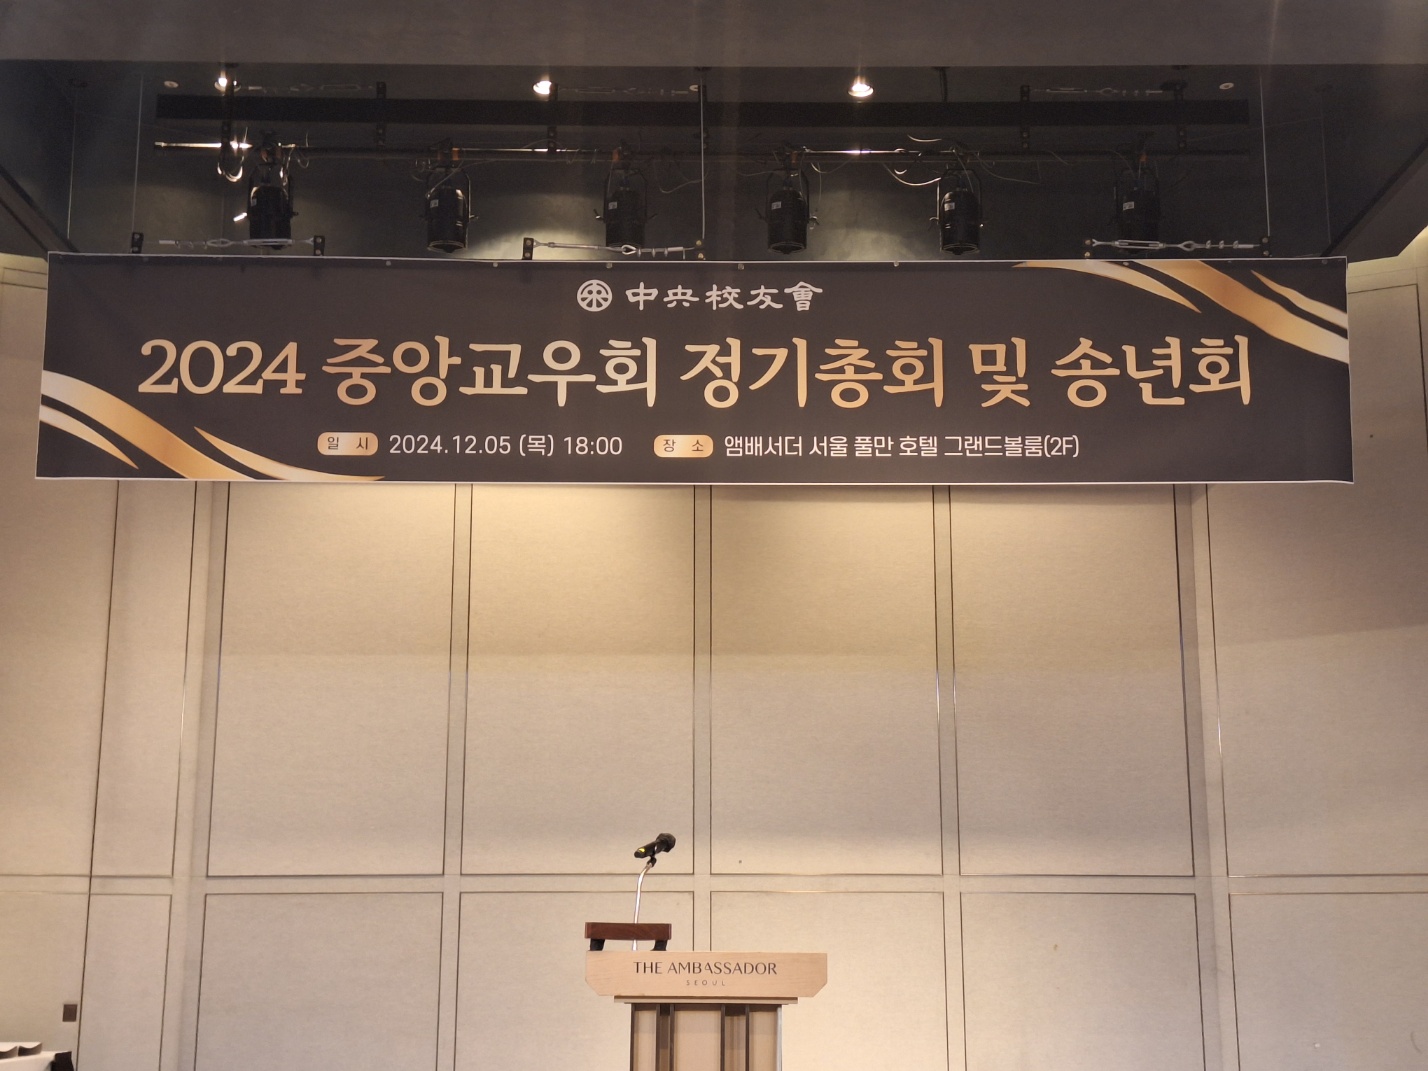 中央校友會
2024 중앙교우회 정기총회 및 송년회
일 시 2024.12.05 (목) 18:00 장 소 앰배서더 서울 풀만 호텔 그랜드볼룸(2F)
THE AMBASSADOR
SEOUL